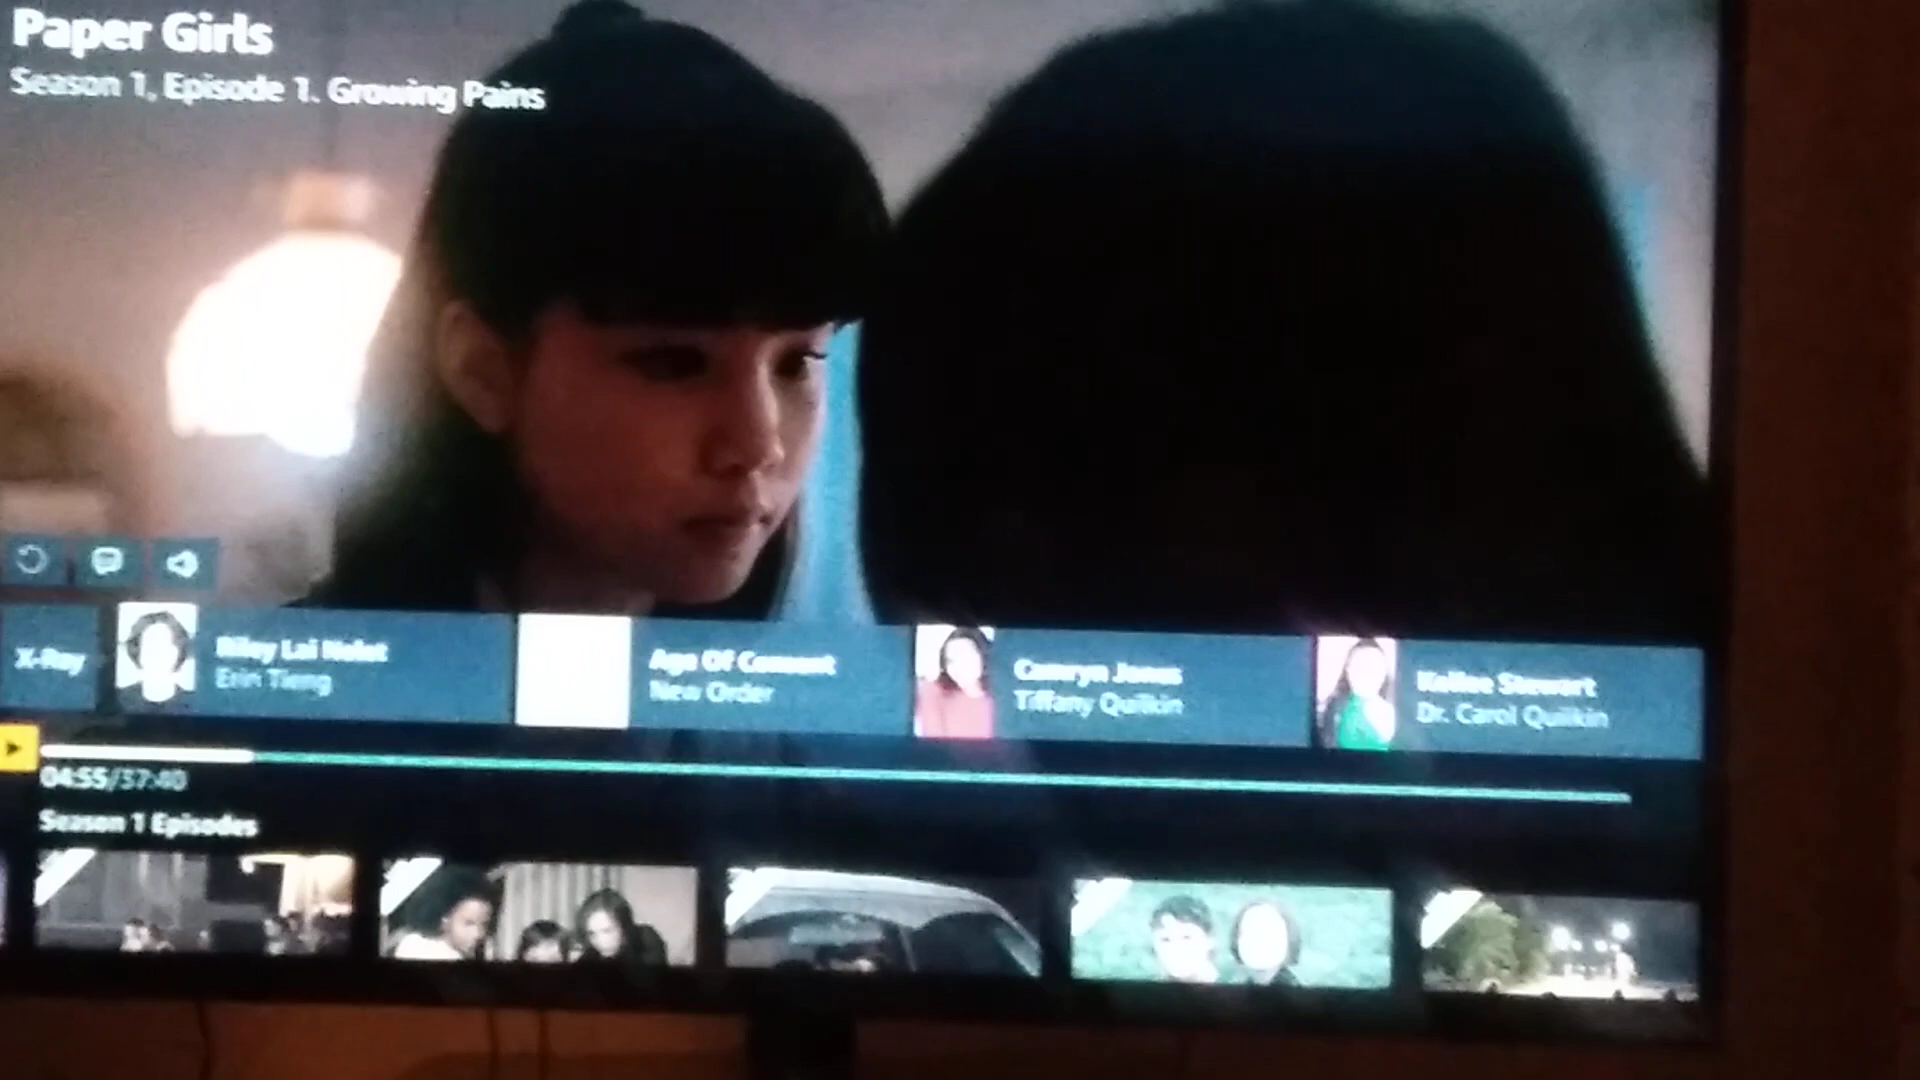 Paper Girls
Season 1, Episode 1. Growing Pains
X-Ray
Riley Lai Nelet
Erin Tieng
Age Of Consent
New Order
Camryn Jones
Tiffany Quilkin
Kellee Stewart
Dr. Carol Quilkin
04:55/37:40
Season 1 Episodes